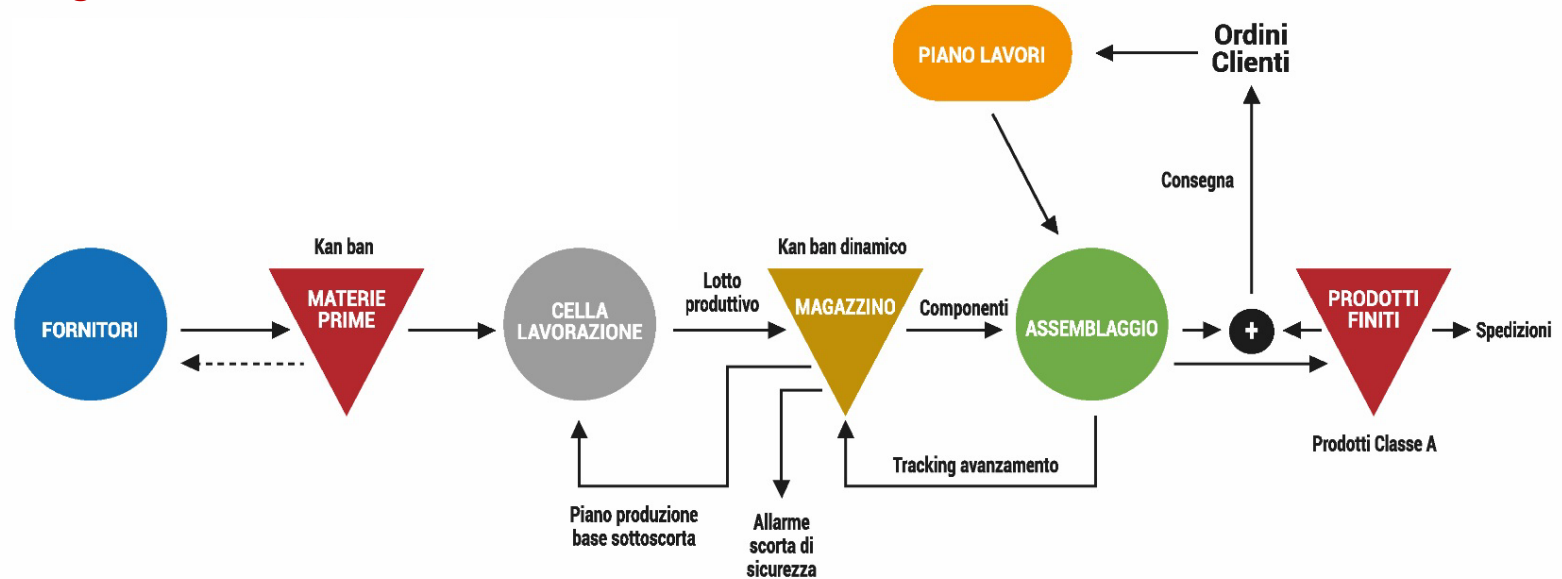 Ordini
Clienti
PIANO LAVORI
Consegna
Kan ban
Kan ban dinamico
FORNITORI
MATERIE
PRIME
CELLA
LAVORAZIONE
Lotto
produttivo
MAGAZZINO
Componenti
ASSEMBLAGGIO
+
PRODOTTI
FINITI
Spedizioni
Prodotti Classe A
Tracking avanzamento
Piano produzione
base sottoscorta
Allarme
scorta di
sicurezza